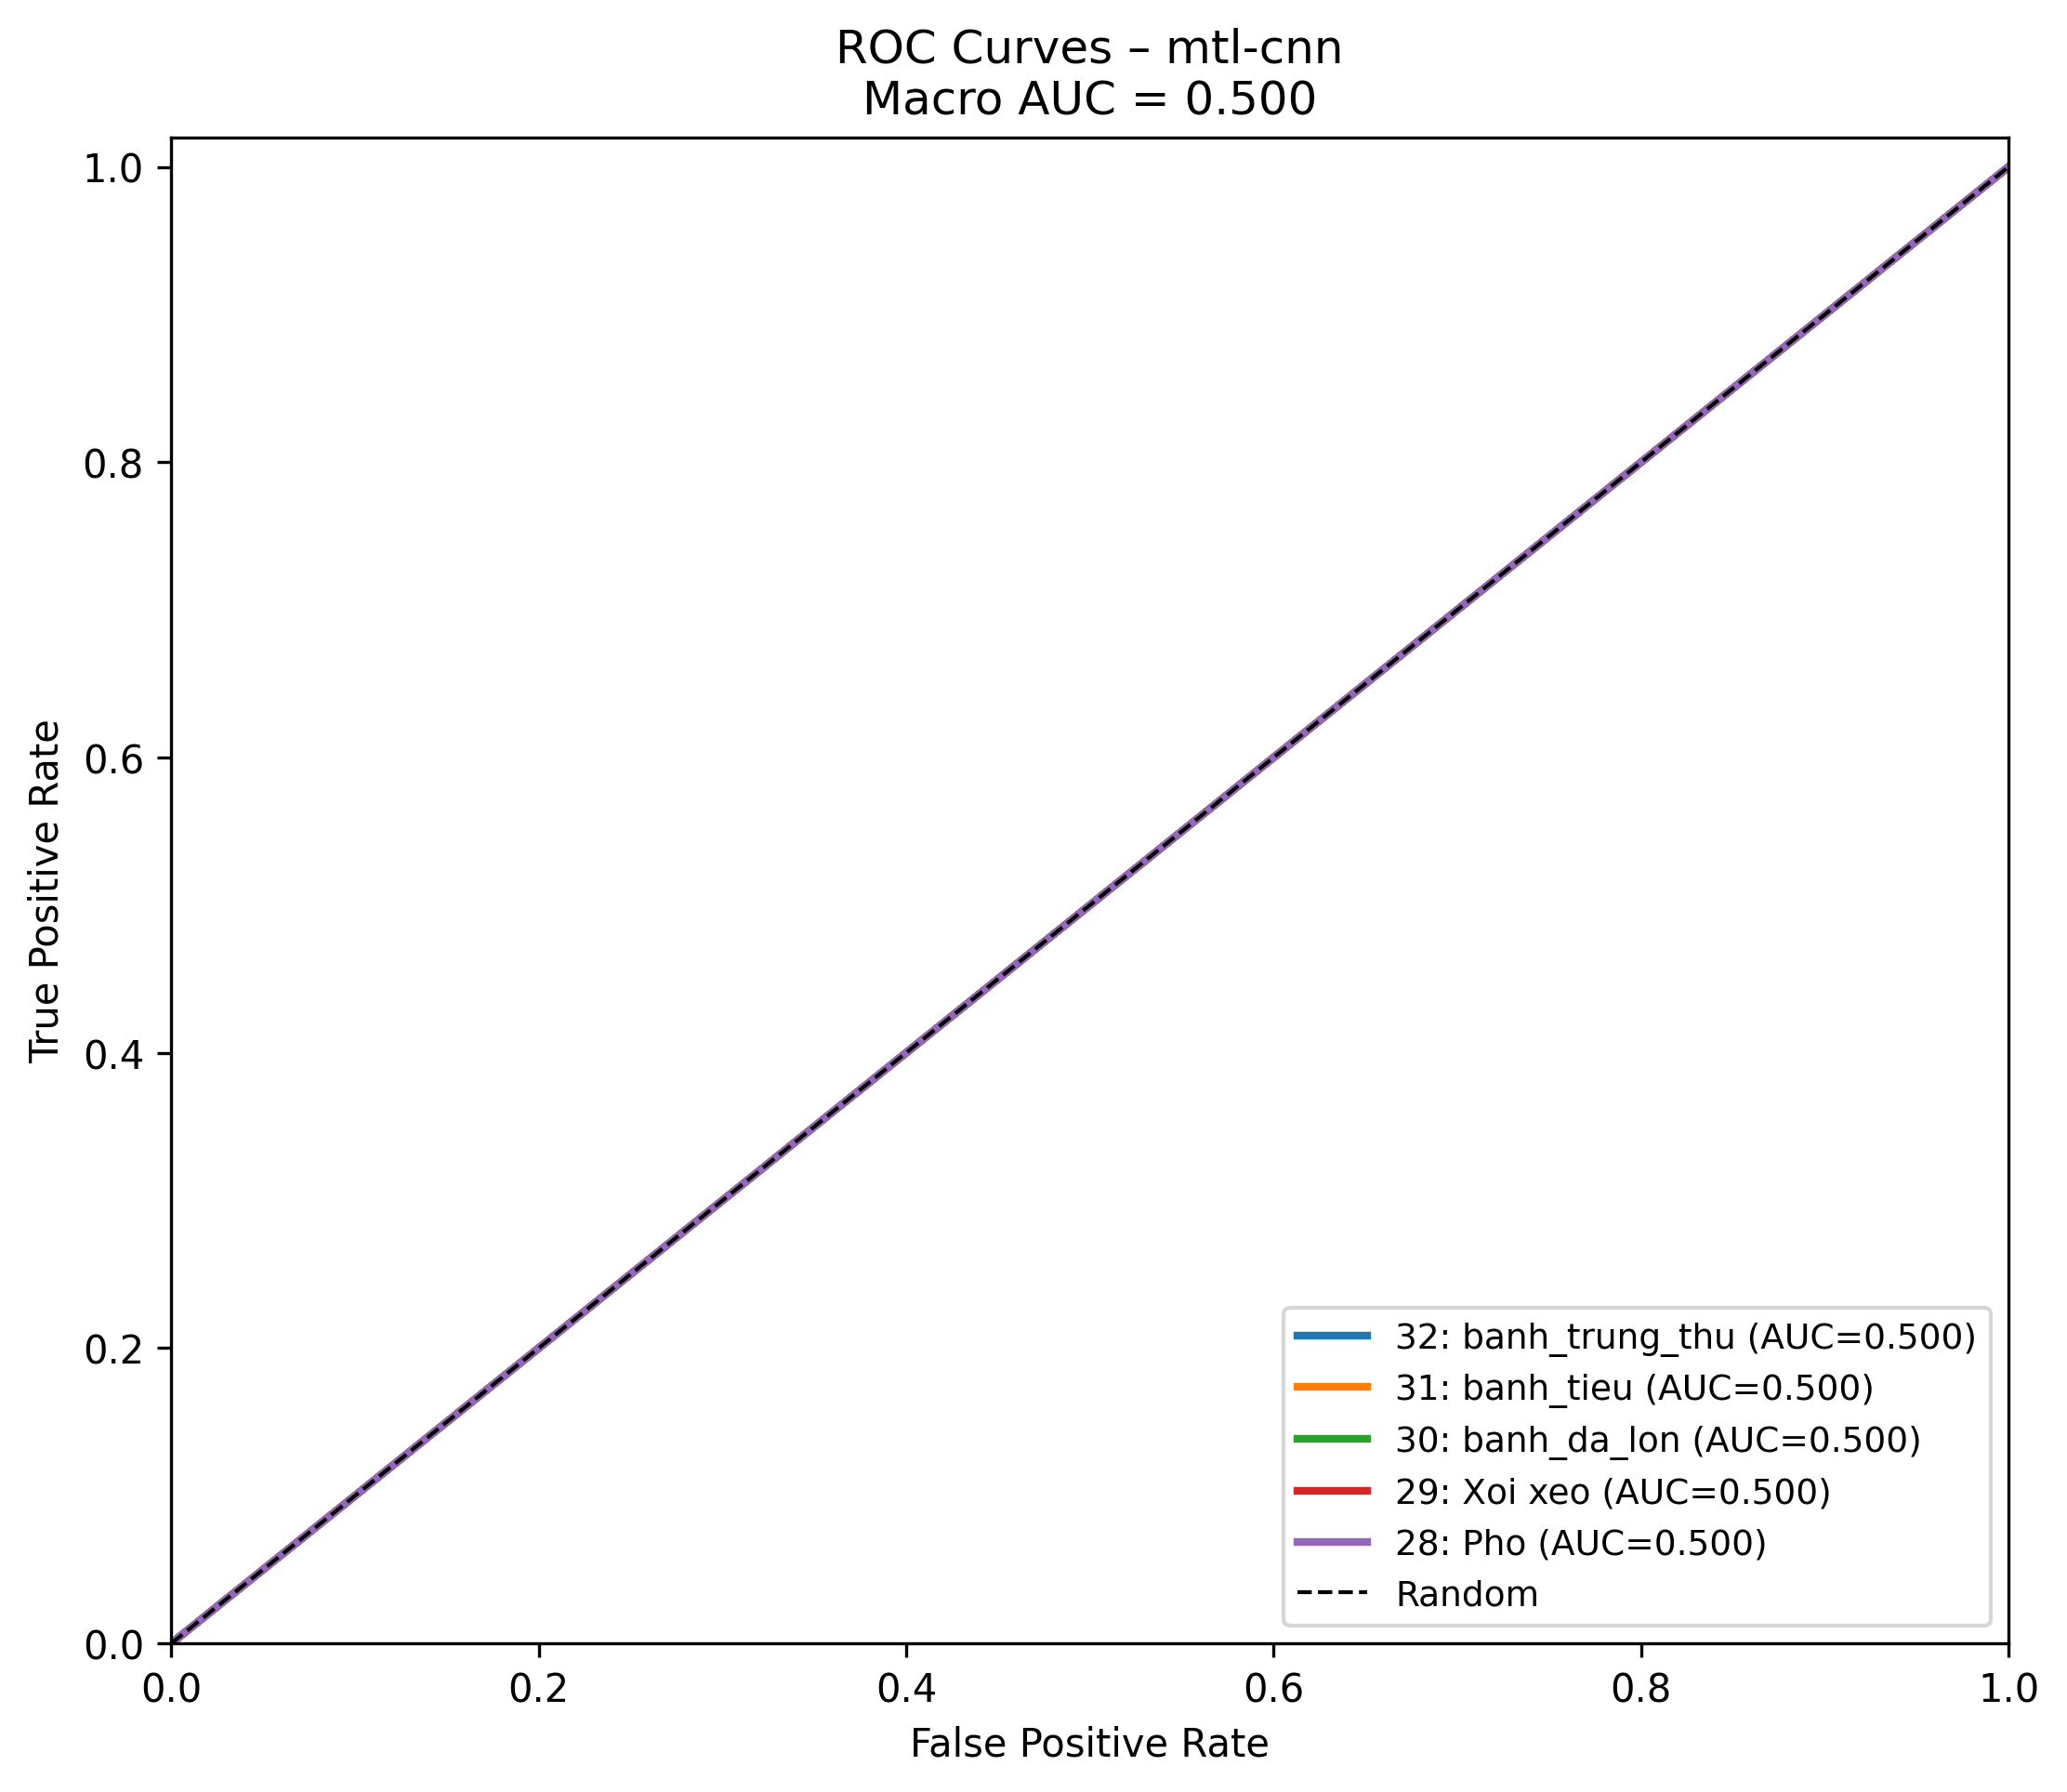 ROC Curves – mtl-cnn
Macro AUC = 0.500
True Positive Rate
1.0
0.8
0.6
0.4
0.2
0.0
32: banh_trung_thu (AUC=0.500)
31: banh_tieu (AUC=0.500)
30: banh_da_lon (AUC=0.500)
29: Xoi xeo (AUC=0.500)
28: Pho (AUC=0.500)
Random
0.0 0.2 0.4 0.6 0.8 1.0
False Positive Rate